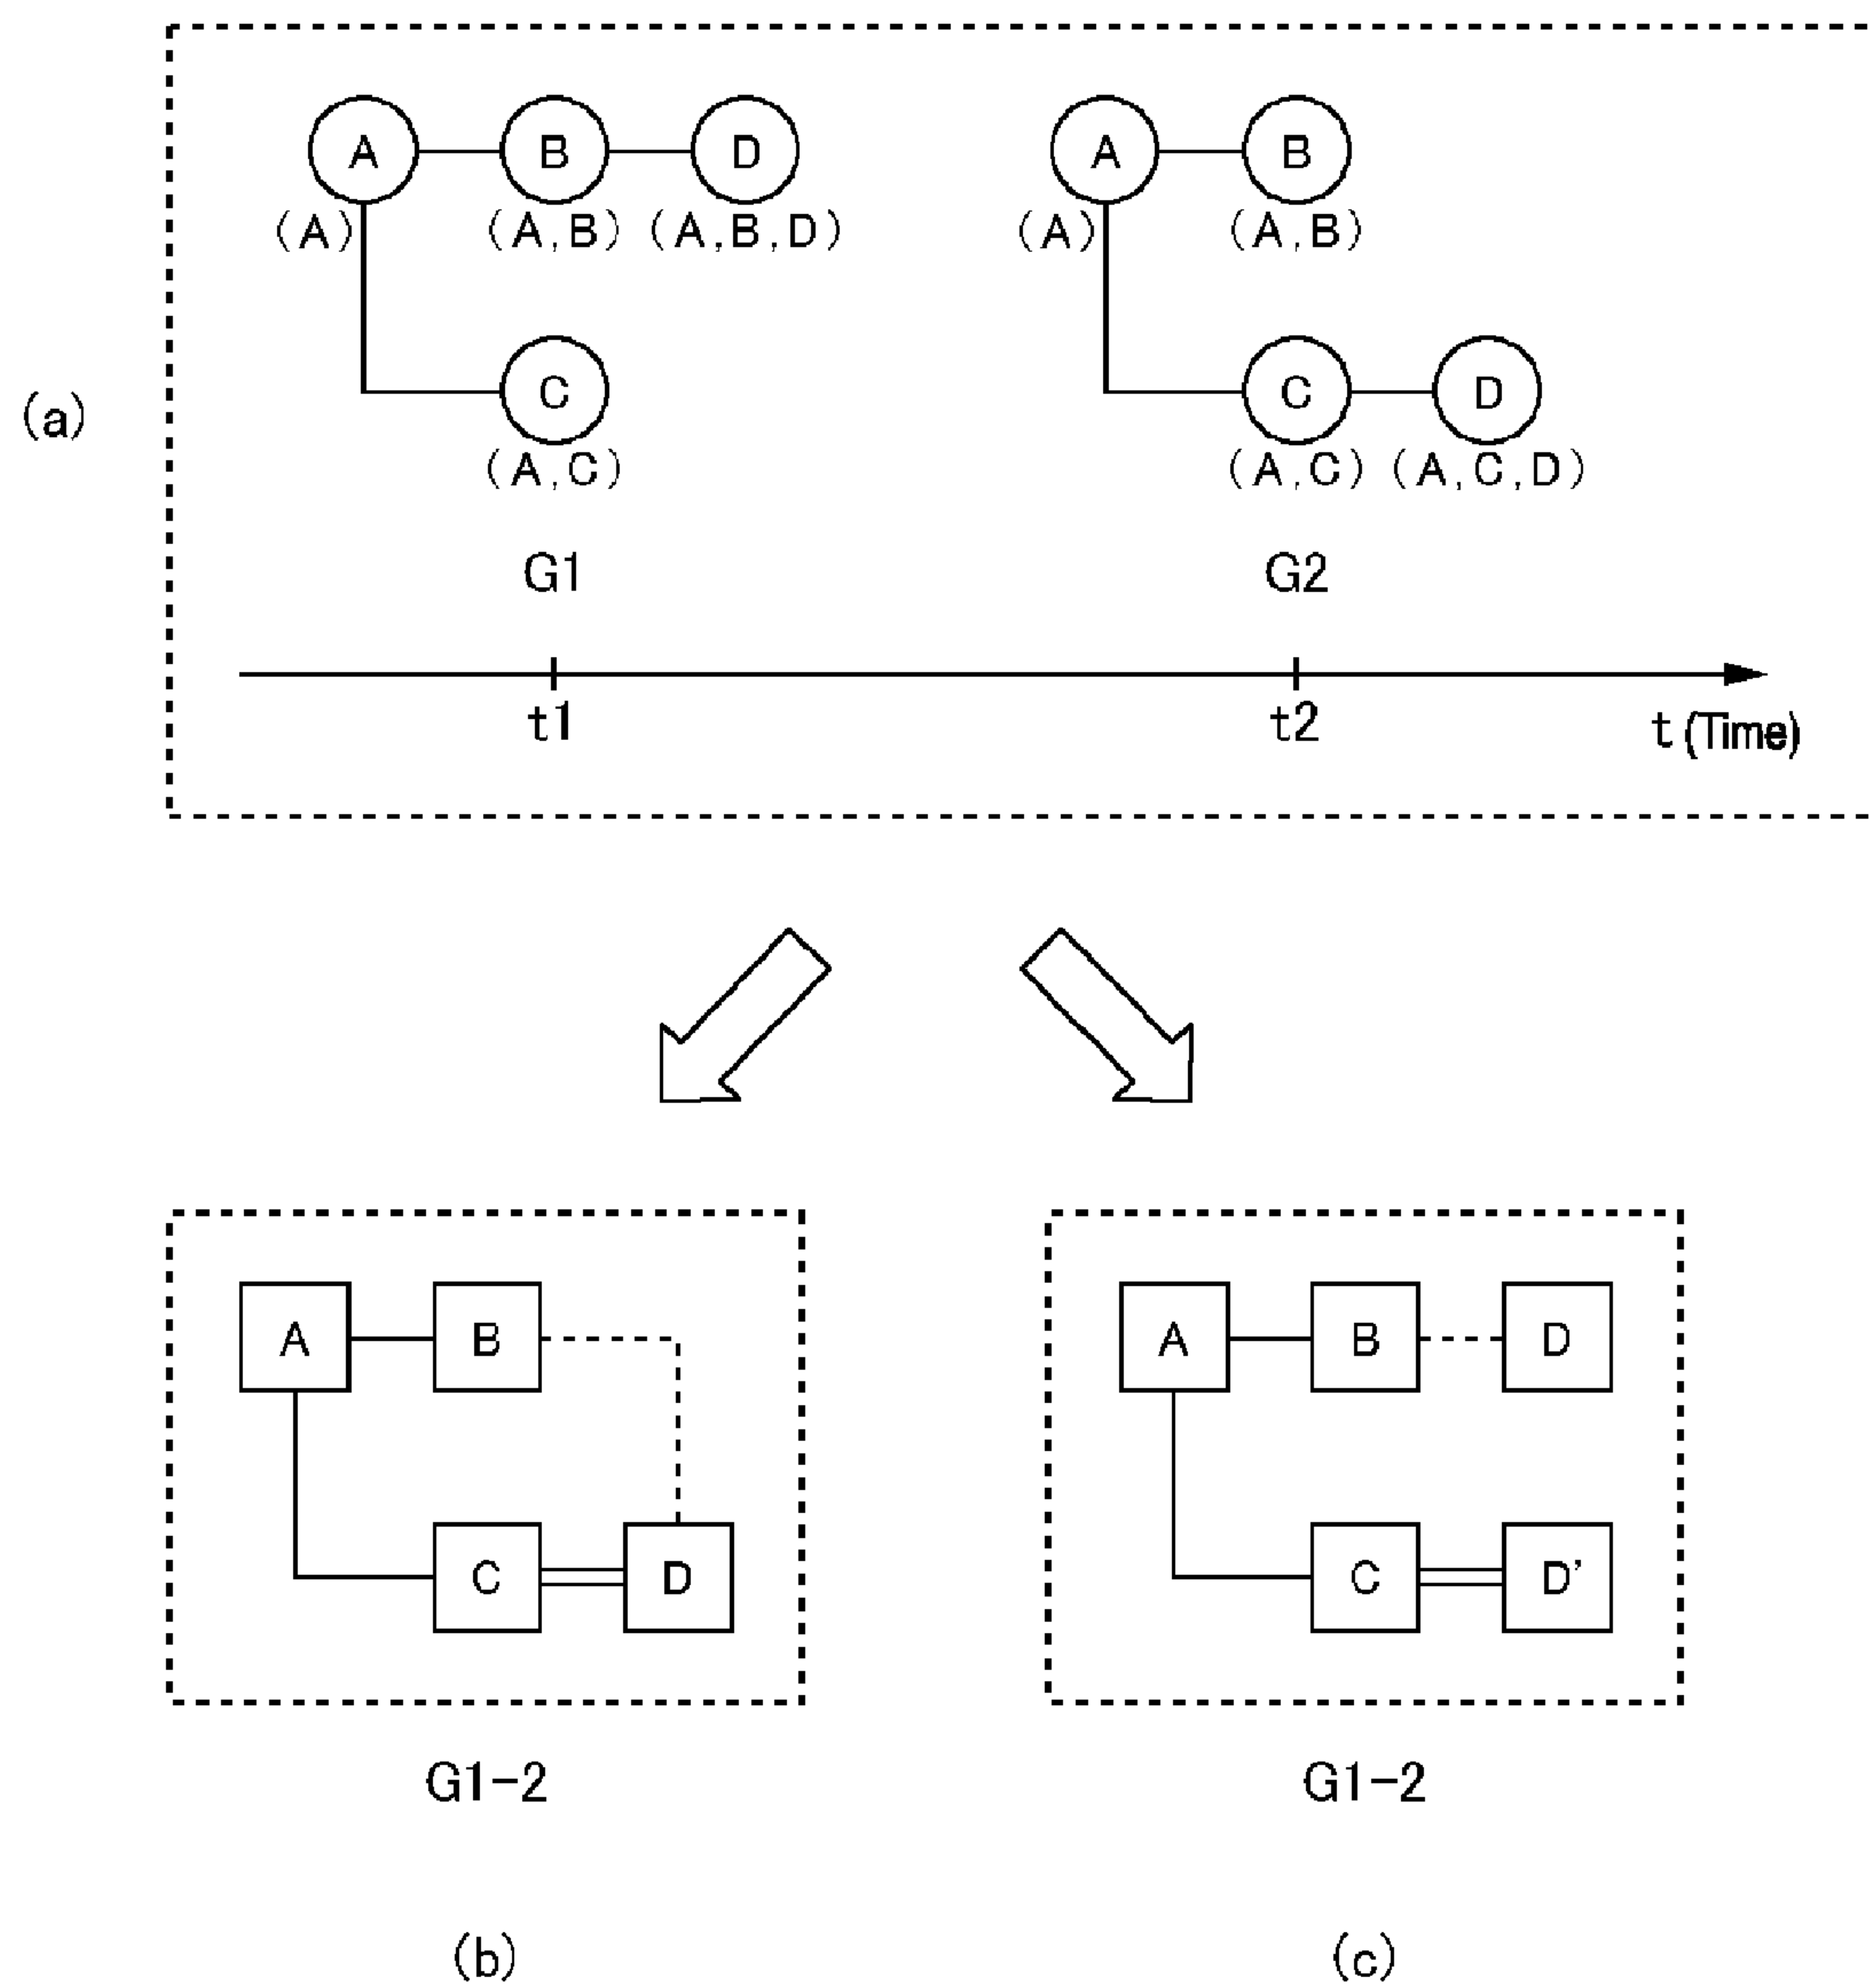 A B D A B
(A) (A,B) (A,B,D) (A) (A,B)
(a)
C C D
(A,C) (A,C) (A,C,D)
G1 G2
t1 t2 t(Time)
A B A B D
C D C D'
G1-2 G1-2
(b) (c)